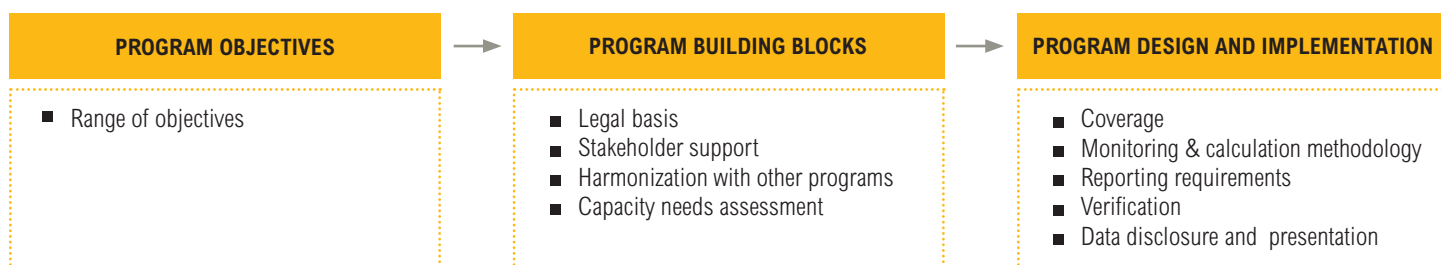 PROGRAM OBJECTIVES
■ Range of objectives
PROGRAM BUILDING BLOCKS
■ Legal basis
■ Stakeholder support
■ Harmonization with other programs
■ Capacity needs assessment
PROGRAM DESIGN AND IMPLEMENTATION
■ Coverage
■ Monitoring & calculation methodology
■ Reporting requirements
■ Verification
■ Data disclosure and presentation